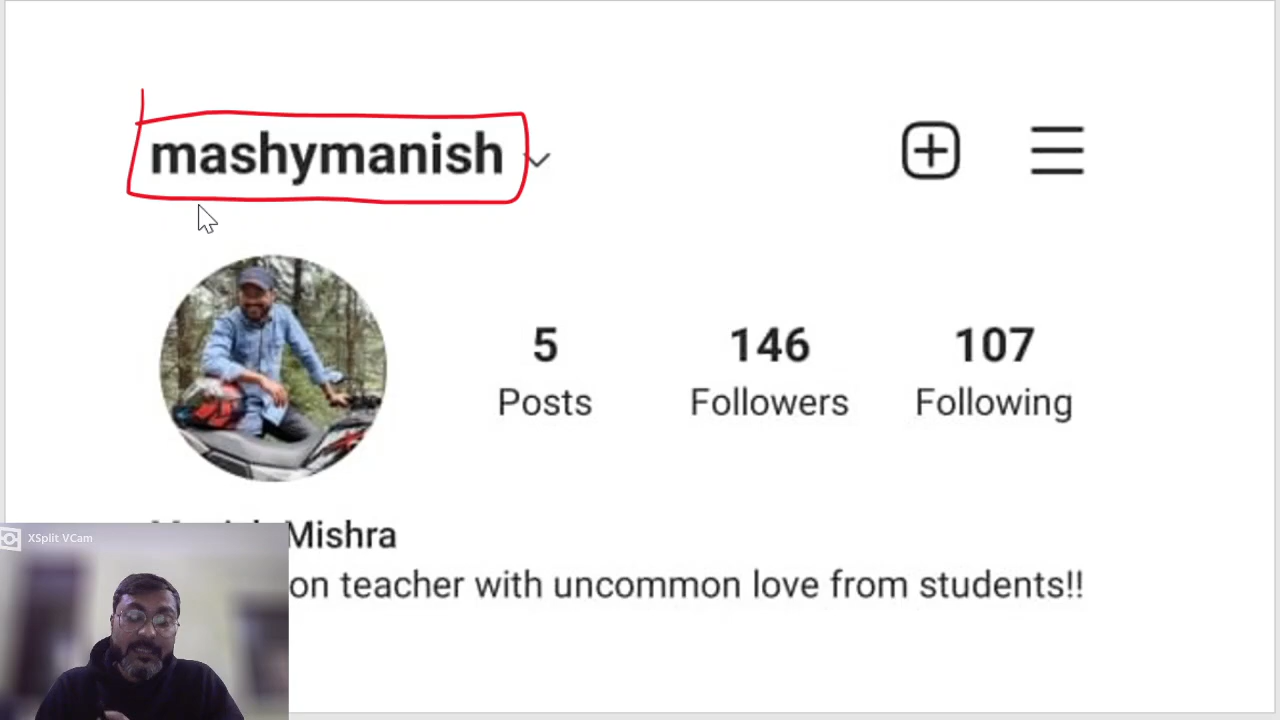 mashymanish
5 146 107
Posts Followers Following
Mishra
on teacher with uncommon love from students!!
XSplit VCam